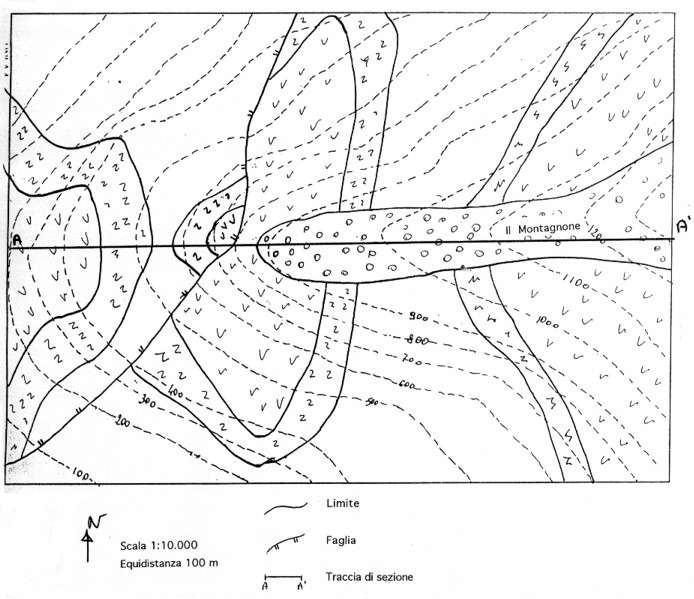 A
A'
Il Montagnone
1200
1100
1000
900
800
700
600
500
400
300
200
100
N
Scala 1:10.000
Equidistanza 100 m
Limite
Faglia
A A'
Traccia di sezione